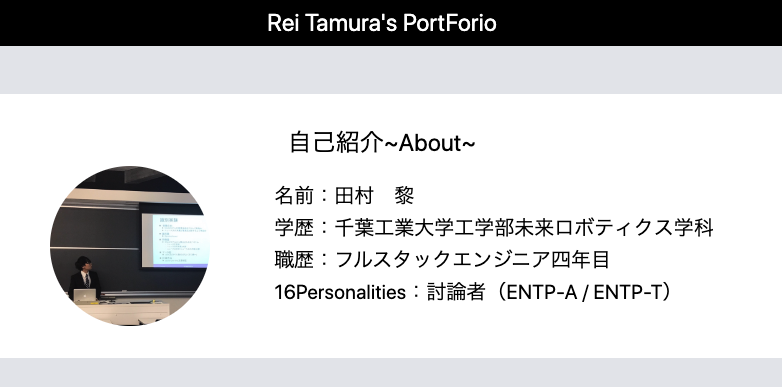 Rei Tamura's PortForio
自己紹介~About~
名前：田村　黎
学歴：千葉工業大学工学部未来ロボティクス学科
職歴：フルスタックエンジニア四年目
16Personalities：討論者（ENTP-A / ENTP-T）